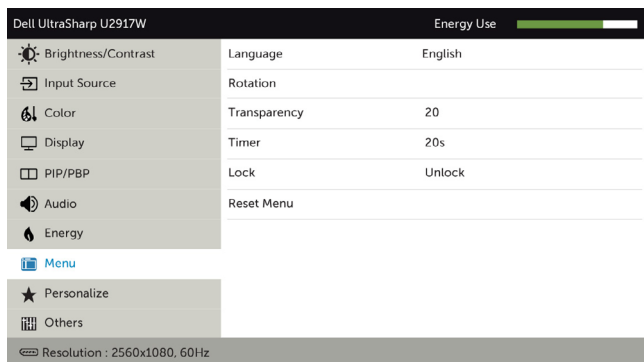 Dell UltraSharp U2917W Energy Use
Brightness/Contrast Language English
Input Source Rotation
Color Transparency 20
Display Timer 20s
PIP/PBP Lock Unlock
Audio Reset Menu
Energy
Menu
Personalize
Others
Resolution : 2560x1080, 60Hz